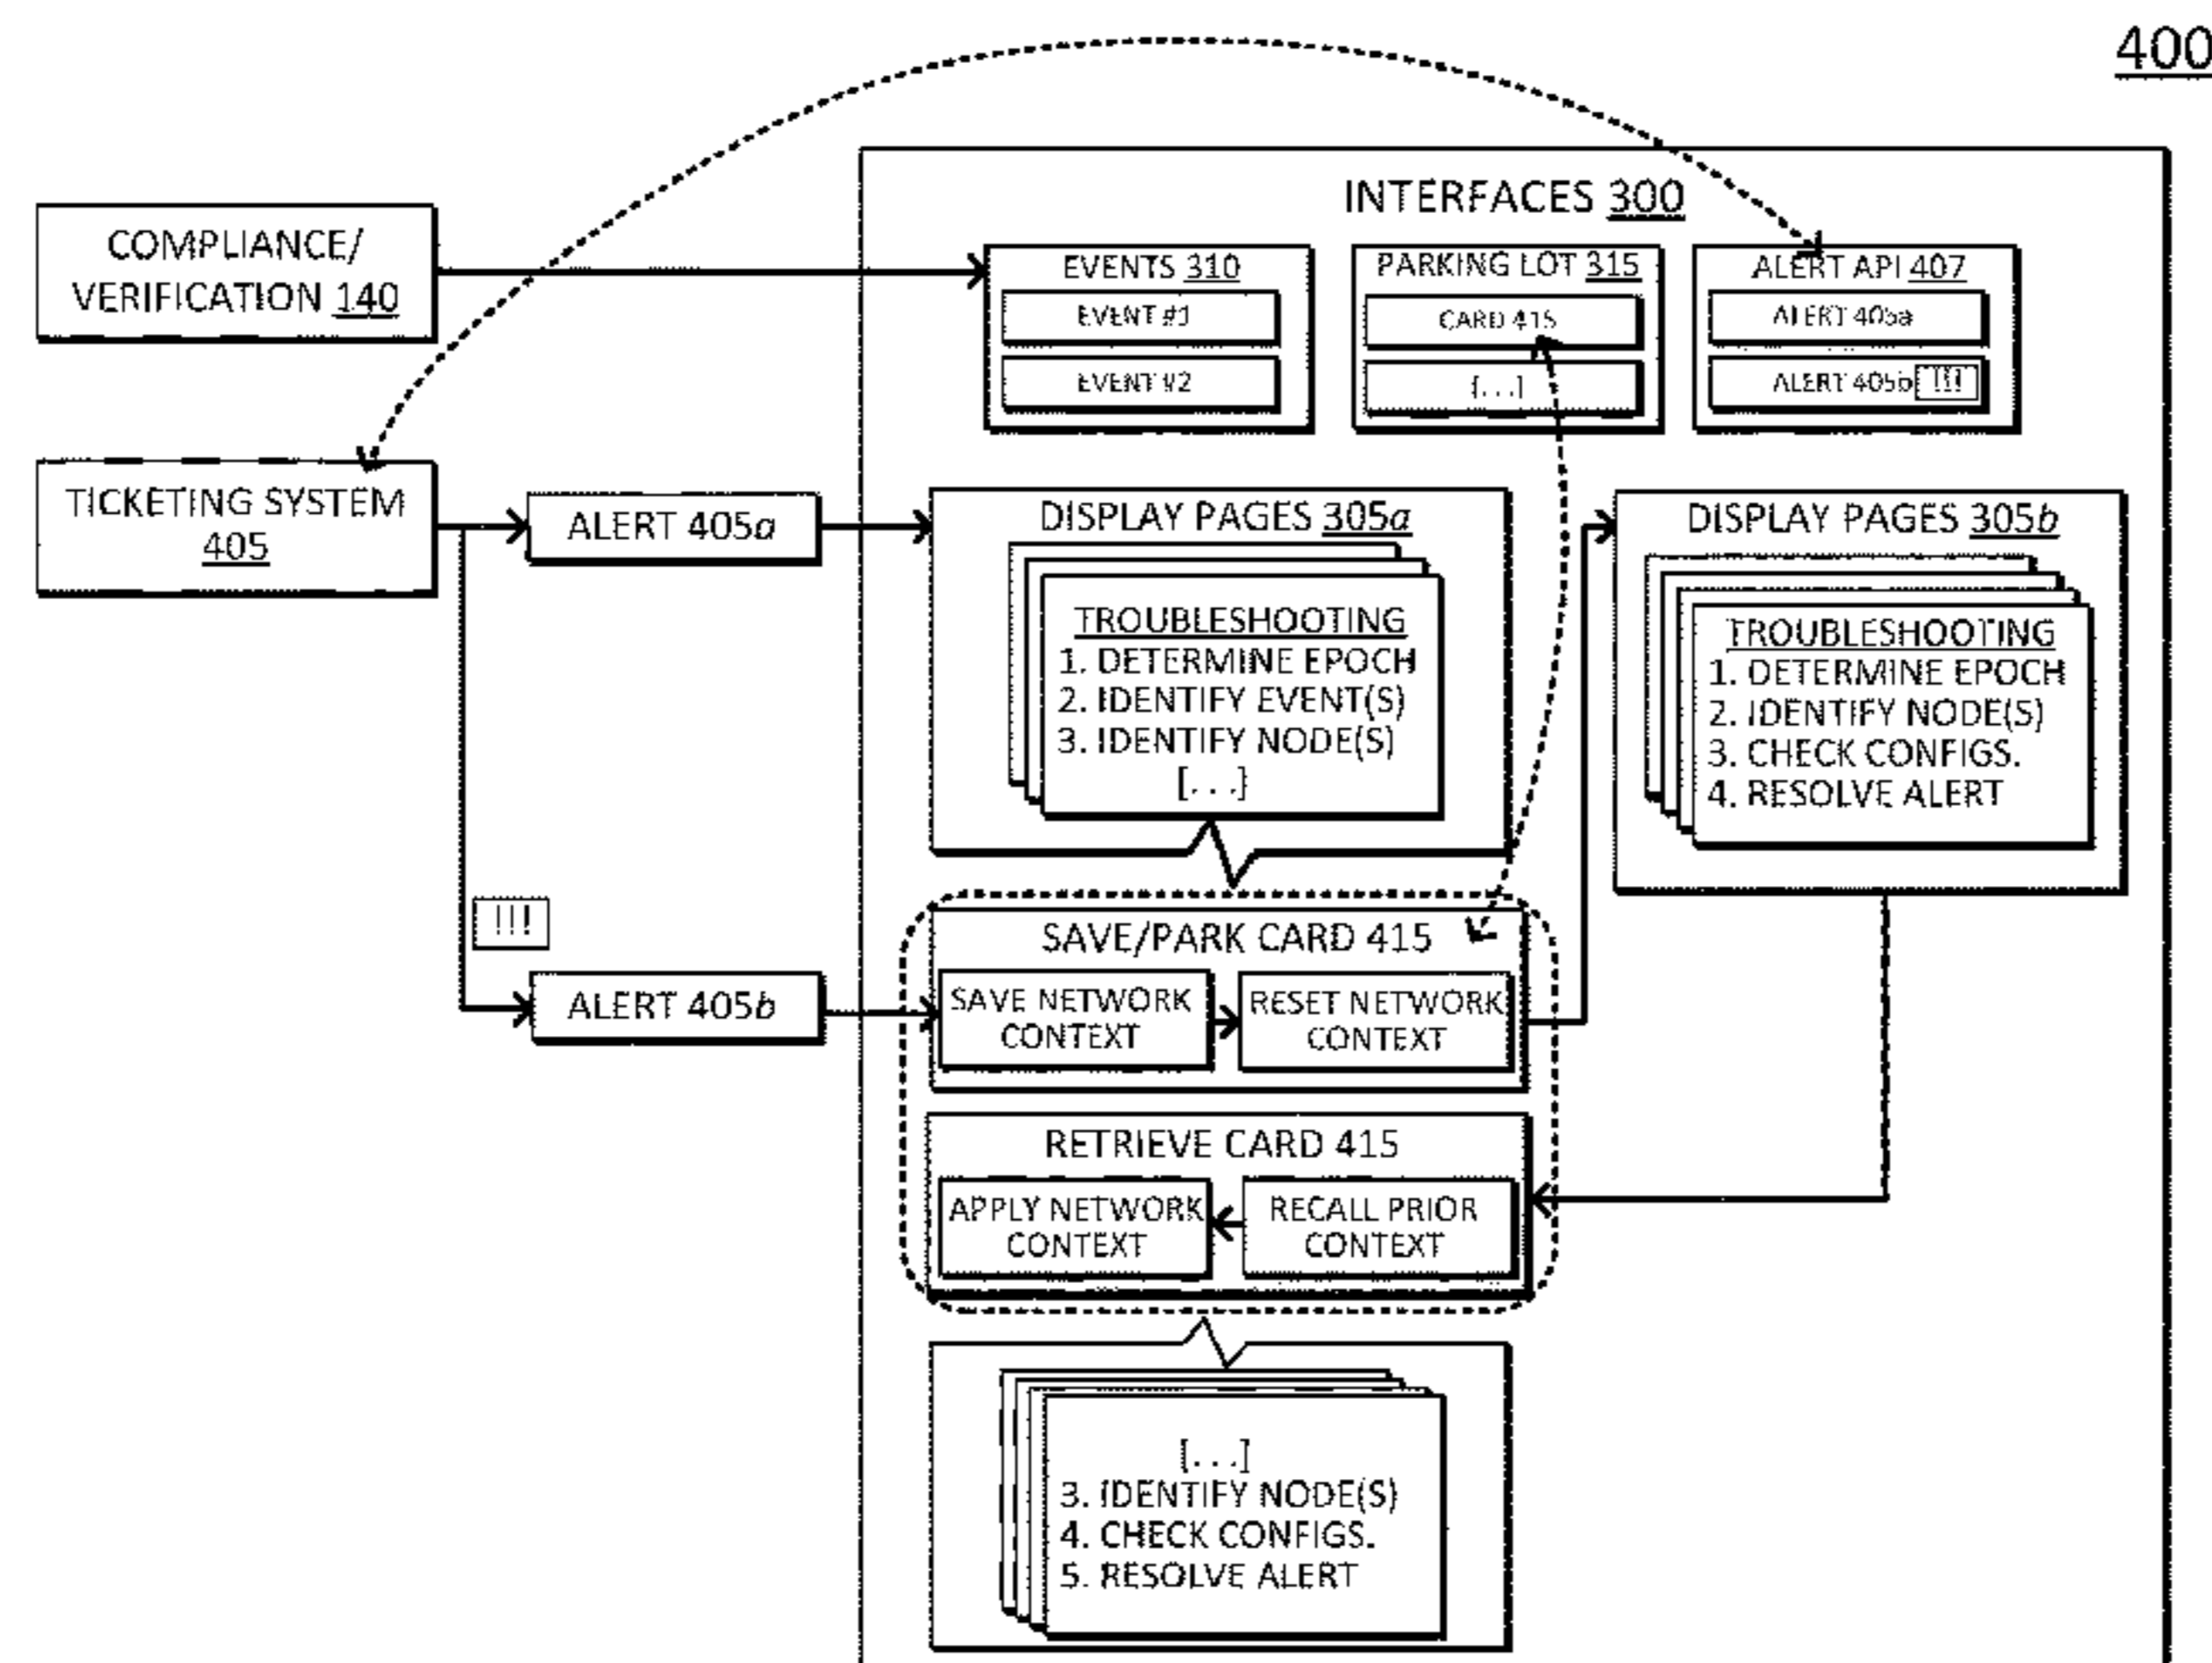 400
INTERFACES 300
COMPLIANCE/
VERIFICATION 140
EVENTS 310
EVENT #1
EVENT #2
PARKING LOT 315
CARD 415
[...]
ALERT API 407
ALERT 405a
ALERT 405b !!!
TICKETING SYSTEM
405
ALERT 405a
DISPLAY PAGES 305a
TROUBLESHOOTING
1. DETERMINE EPOCH
2. IDENTIFY EVENT(S)
3. IDENTIFY NODE(S)
[...}
DISPLAY PAGES 305b
TROUBLESHOOTING
1. DETERMINE EPOCH
2. IDENTIFY NODE(S)
3. CHECK CONFIGS.
4. RESOLVE ALERT
!!!
ALERT 405b
SAVE/PARK CARD 415
SAVE NETWORK
CONTEXT
RESET NETWORK
CONTEXT
RETRIEVE CARD 415
APPLY NETWORK
CONTEXT
RECALL PRIOR
CONTEXT
[...]
3. IDENTIFY NODE(S)
4. CHECK CONFIGS.
5. RESOLVE ALERT